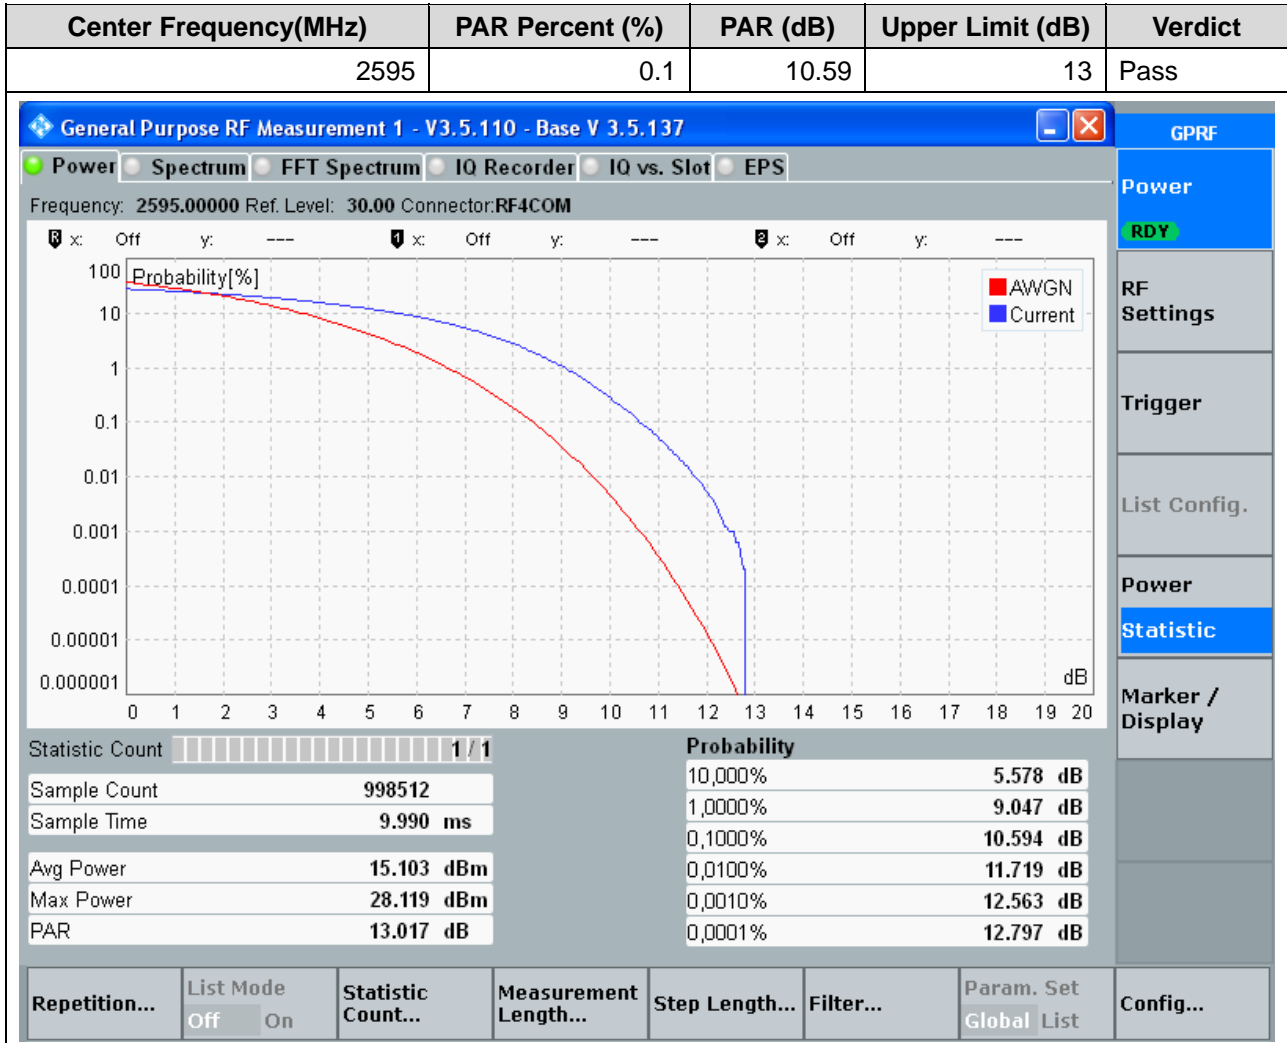 Center Frequency(MHz) PAR Percent (%) PAR (dB) Upper Limit (dB) Verdict
2595 0.1 10.59 13 Pass
General Purpose RF Measurement 1 - V3.5.110 - Base V 3.5.137
GPRF
Power Spectrum FFT Spectrum IQ Recorder IQ vs. Slot EPS
Power
RDY
Frequency: 2595.00000 Ref. Level: 30.00 Connector:RF4COM
R x: Off y: --- 1 x: Off y: --- 2 x: Off y: ---
Probability[%]
100
10
1
0.1
0.01
0.001
0.0001
0.00001
0.000001
AWGN
Current
dB
0 1 2 3 4 5 6 7 8 9 10 11 12 13 14 15 16 17 18 19 20
RF
Settings
Trigger
List Config.
Power
Statistic
Marker /
Display
Statistic Count 1 / 1
Sample Count 998512
Sample Time 9.990 ms
Avg Power 15.103 dBm
Max Power 28.119 dBm
PAR 13.017 dB
Probability
10,000% 5.578 dB
1,0000% 9.047 dB
0,1000% 10.594 dB
0,0100% 11.719 dB
0,0010% 12.563 dB
0,0001% 12.797 dB
Repetition...
List Mode
Off On
Statistic
Count...
Measurement
Length...
Step Length...
Filter...
Param. Set
Global List
Config...